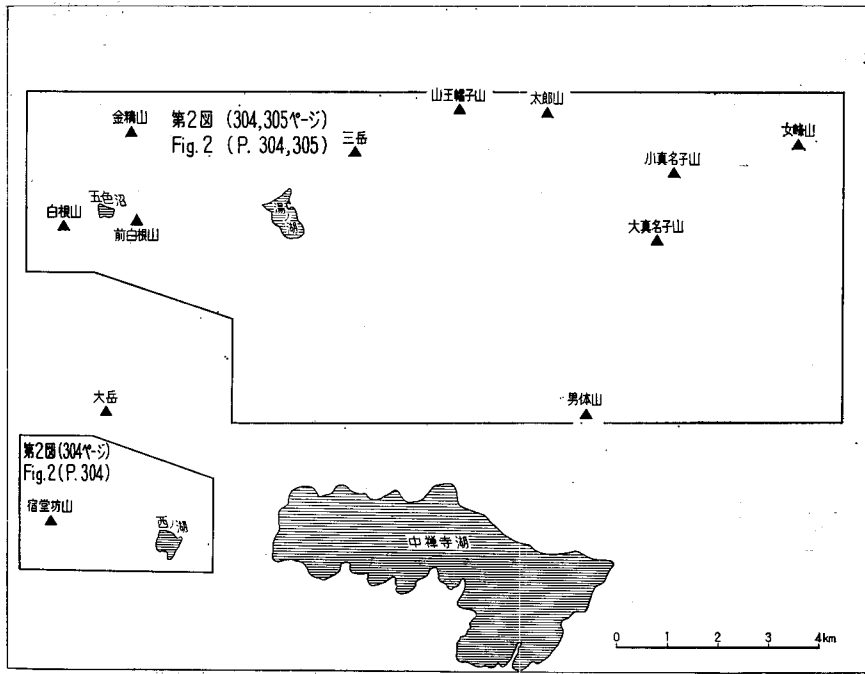 山王帽子山
太郎山
金精山
第2図 (304,305ページ)
Fig. 2 (P. 304,305)
三岳
女峰山
小真名子山
五色沼
白根山
前白根山
湯ノ湖
大真名子山
大岳
男体山
第2図(304ページ)
Fig.2(P. 304)
宿堂坊山
西ノ湖
中禅寺湖
0 1 2 3 4km